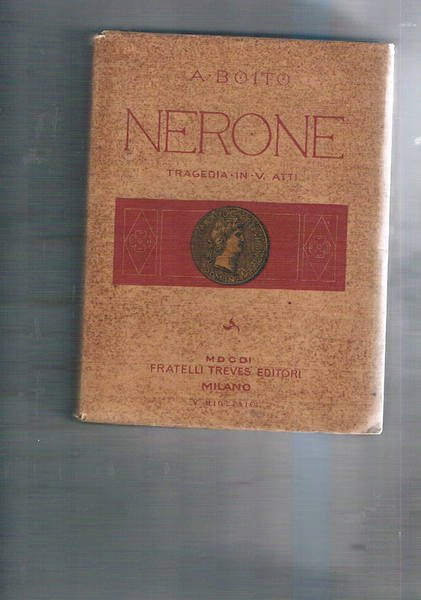 A·BOITO
NERONE
TRAGEDIA·IN·V·ATTI
MDCDI
FRATELLI TREVES EDITORI
MILANO